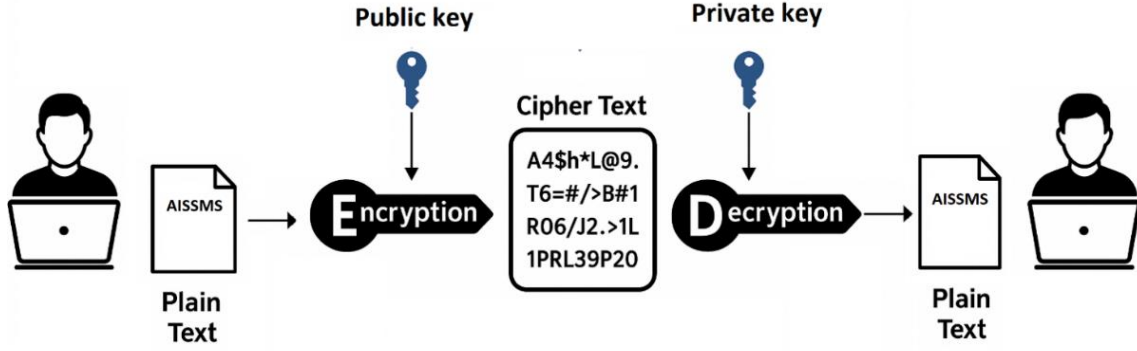 Public key
Private key
Cipher Text
AISSMS
Encryption
A4$h*L@9.
T6=#/>B#1
R06/J2.>1L
1PRL39P20
Decryption
AISSMS
Plain
Text
Plain
Text